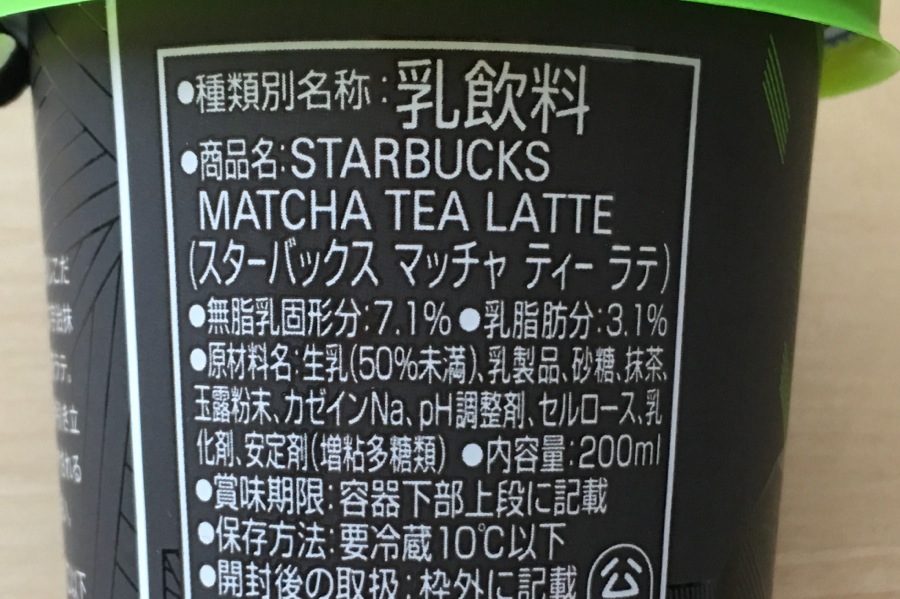 ●種類別名称:乳飲料
●商品名:STARBUCKS
MATCHA TEA LATTE
(スターバックス マッチャ ティー ラテ)
●無脂乳固形分:7.1% ●乳脂肪分:3.1%
●原材料名:生乳(50%未満)、乳製品、砂糖、抹茶、
玉露粉末、カゼインNa、pH調整剤、セルロース、乳
化剤、安定剤(増粘多糖類) ●内容量:200ml
●賞味期限:容器下部上段に記載
●保存方法:要冷蔵10℃以下
●開封後の取扱:枠外に記載
公